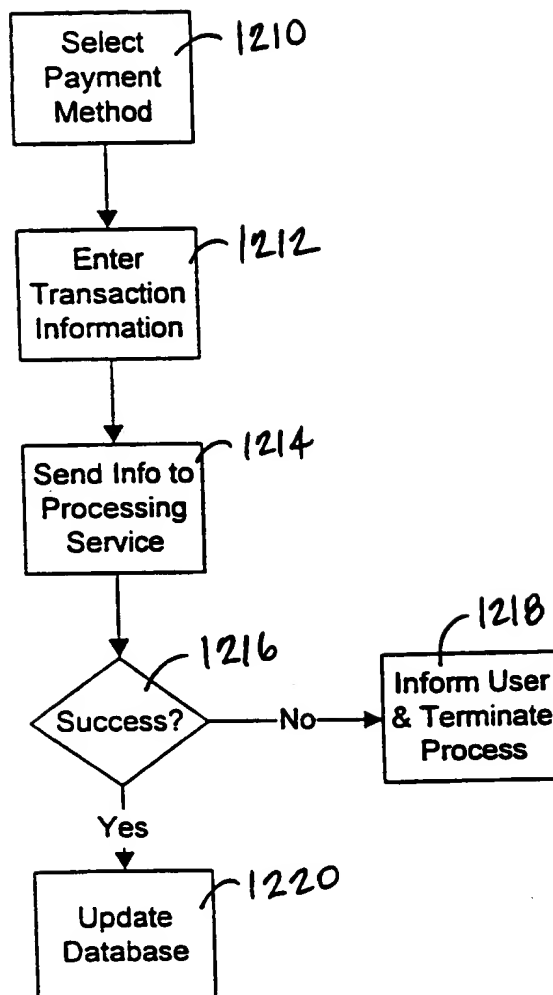 Select
Payment
Method
1210
Enter
Transaction
Information
1212
Send Info to
Processing
Service
1214
Success?
1216
No
Inform User
& Terminate
Process
1218
Yes
Update
Database
1220